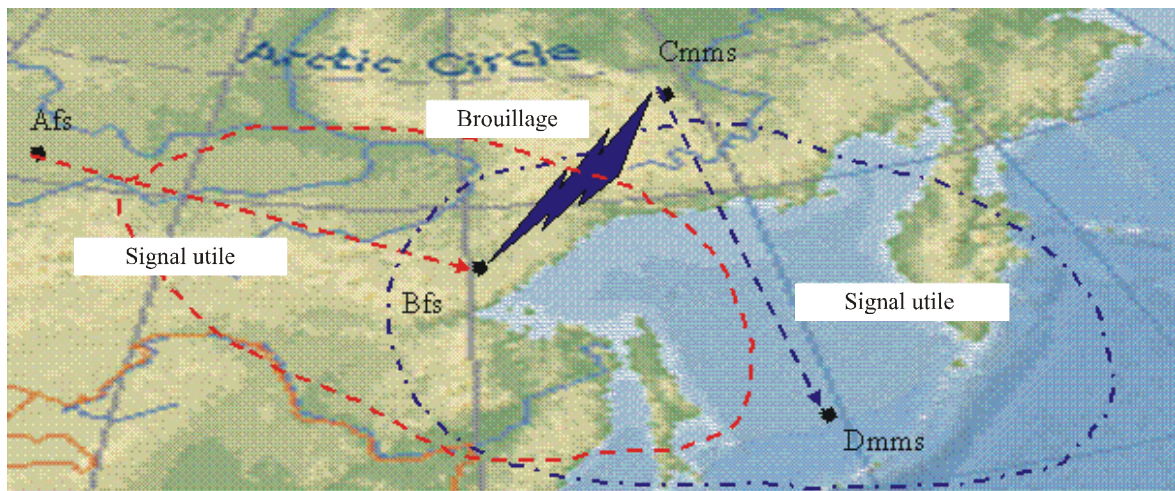 Arctic Circle
Cmms
Afs
Brouillage
Signal utile
Bfs
Signal utile
Dmms